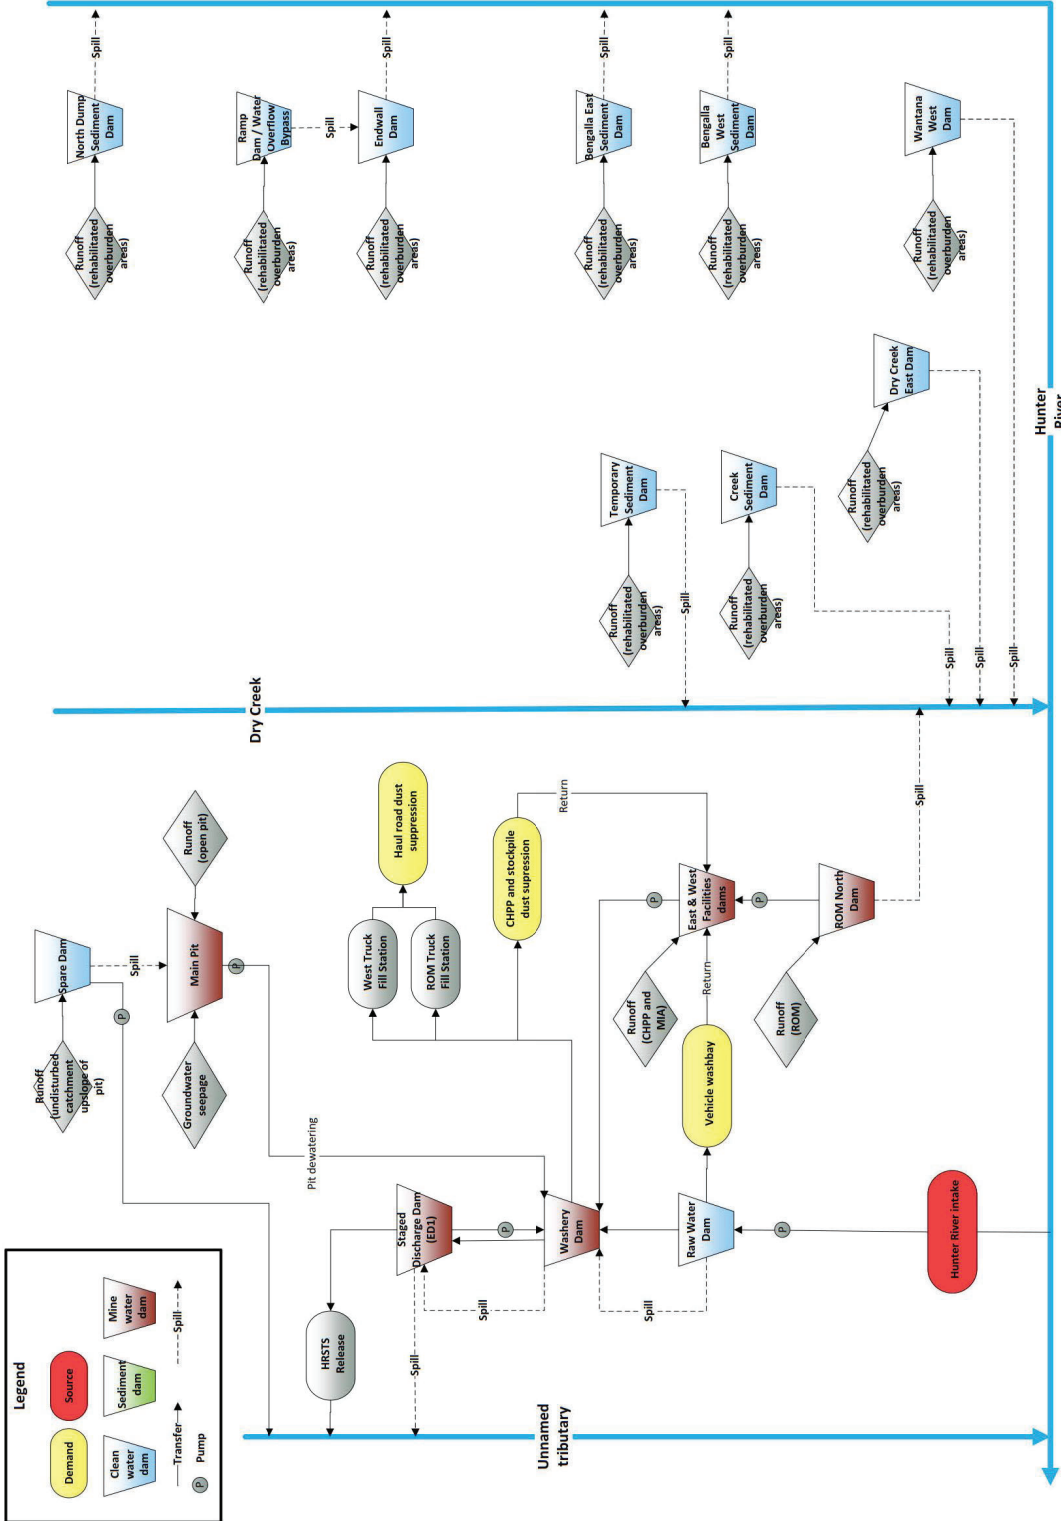 Legend
Demand
Source
Clean
water
dam
Sediment
dam
Mine
water
dam
Transfer
Spill
P
Pump
Runoff
(undisturbed
catchment
upslope of
pit)
Spare Dam
P
Spill
Groundwater
seepage
Main Pit
Runoff
(open pit)
P
Pit dewatering
HRSTS
Release
Staged
Discharge Dam
(ED1)
Spill
P
Spill
Washery
Dam
West Truck
Fill Station
ROM Truck
Fill Station
Haul road dust
suppression
CHPP and stockpile
dust supression
Return
Raw Water
Dam
Spill
P
Vehicle washbay
Return
Runoff
(CHPP and
MIA)
East & West
Facilities
dams
P
P
Runoff
(ROM)
ROM North
Dam
Spill
Hunter River intake
Unnamed
tributary
Dry Creek
Runoff
(rehabilitated
overburden
areas)
Temporary
Sediment
Dam
Spill
Runoff
(rehabilitated
overburden
areas)
Creek
Sediment
Dam
Spill
Runoff
(rehabilitated
overburden
areas)
Dry Creek
East Dam
Spill
Runoff
(rehabilitated
overburden
areas)
North Dump
Sediment
Dam
Spill
Runoff
(rehabilitated
overburden
areas)
Ramp
Dam / Water
Overflow
Bypass
Spill
Runoff
(rehabilitated
overburden
areas)
Endwall
Dam
Spill
Runoff
(rehabilitated
overburden
areas)
Bengalla East
Sediment
Dam
Spill
Runoff
(rehabilitated
overburden
areas)
Bengalla
West
Sediment
Dam
Spill
Runoff
(rehabilitated
overburden
areas)
Wantana
West
Dam
Spill
Hunter
River